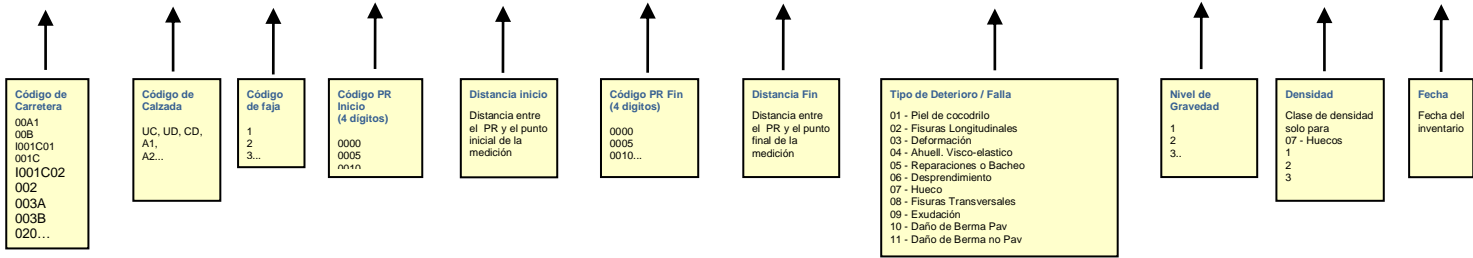 Código de
Carretera
00A1
00B
I001C01
001C
I001C02
002
003A
003B
020...
Código de
Calzada
UC, UD, CD,
A1,
A2...
Código
de faja
1
2
3...
Código PR
Inicio
(4 dígitos)
0000
0005
0010
Distancia inicio
Distancia entre
el PR y el punto
inicial de la
medición
Código PR Fin
(4 digitos)
0000
0005
0010...
Distancia Fin
Distancia entre
el PR y el punto
final de la
medición
Tipo de Deterioro / Falla
01 - Piel de cocodrilo
02 - Fisuras Longitudinales
03 - Deformación
04 - Ahuell. Visco-elastico
05 - Reparaciones o Bacheo
06 - Desprendimiento
07 - Hueco
08 - Fisuras Transversales
09 - Exudación
10 - Daño de Berma Pav
11 - Daño de Berma no Pav
Nivel de
Gravedad
1
2
3..
Densidad
Clase de densidad
solo para
07 - Huecos
1
2
3
Fecha
Fecha del
inventario